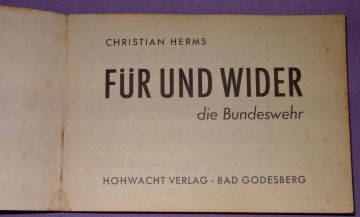 CHRISTIAN HERMS
FÜR UND WIDER
die Bundeswehr
HOHWACHT VERLAG · BAD GODESBERG